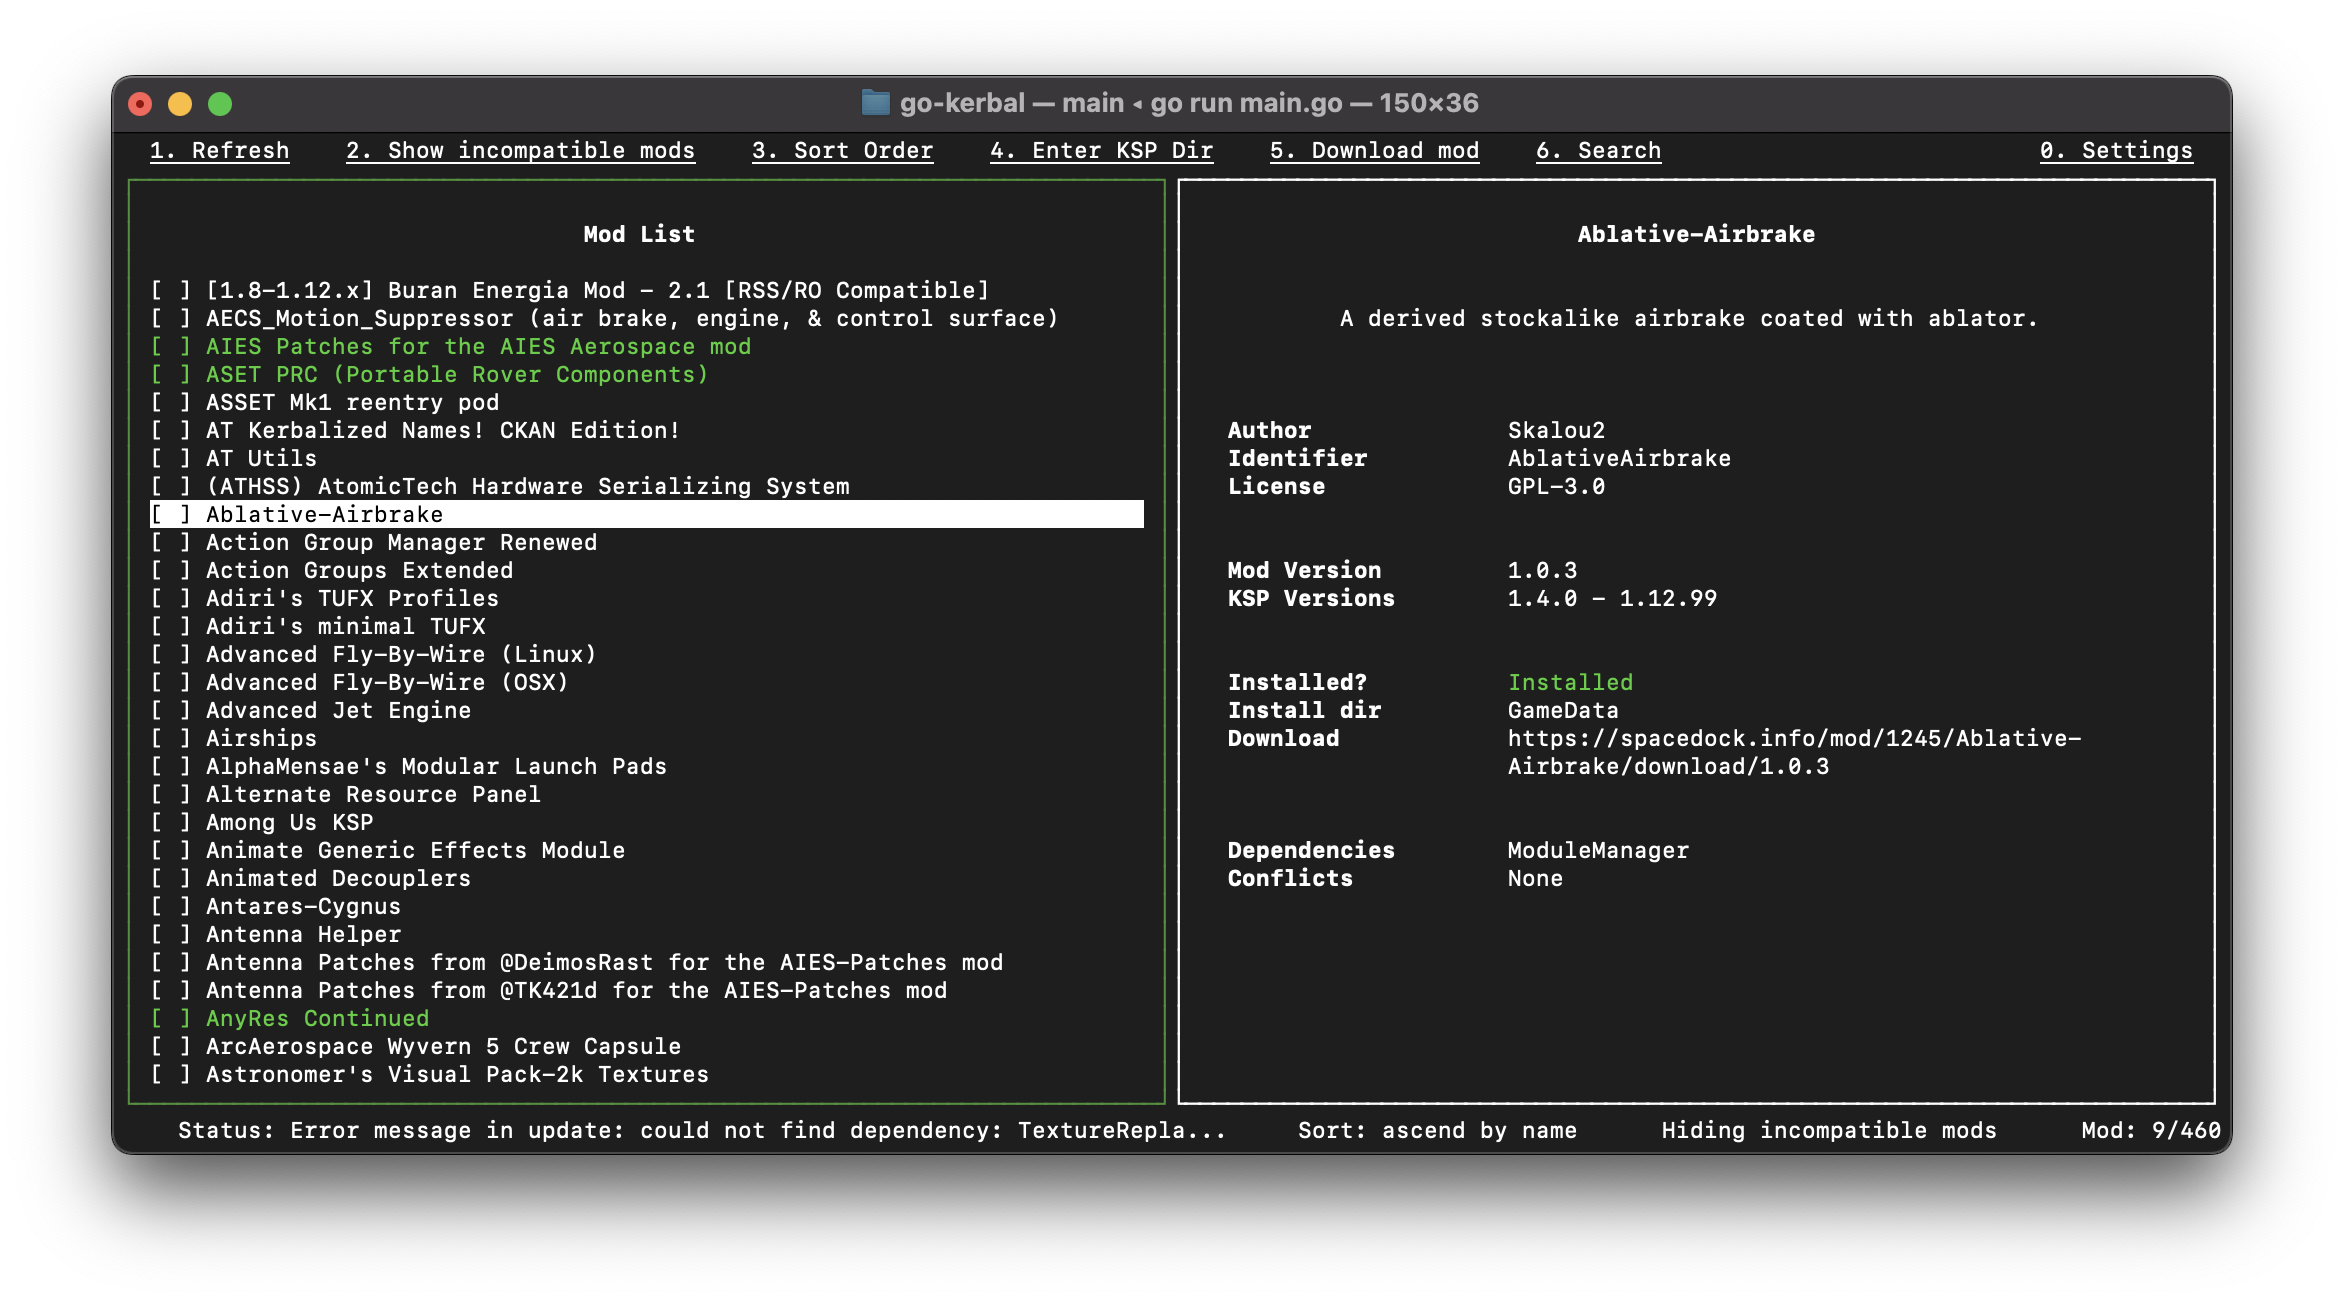 go-kerbal — main ◂ go run main.go — 150×36
1. Refresh 2. Show incompatible mods 3. Sort Order 4. Enter KSP Dir 5. Download mod 6. Search 0. Settings
Mod List
[ ] [1.8-1.12.x] Buran Energia Mod - 2.1 [RSS/RO Compatible]
[ ] AECS_Motion_Suppressor (air brake, engine, & control surface)
[ ] AIES Patches for the AIES Aerospace mod
[ ] ASET PRC (Portable Rover Components)
[ ] ASSET Mk1 reentry pod
[ ] AT Kerbalized Names! CKAN Edition!
[ ] AT Utils
[ ] (ATHSS) AtomicTech Hardware Serializing System
[ ] Ablative-Airbrake
[ ] Action Group Manager Renewed
[ ] Action Groups Extended
[ ] Adiri's TUFX Profiles
[ ] Adiri's minimal TUFX
[ ] Advanced Fly-By-Wire (Linux)
[ ] Advanced Fly-By-Wire (OSX)
[ ] Advanced Jet Engine
[ ] Airships
[ ] AlphaMensae's Modular Launch Pads
[ ] Alternate Resource Panel
[ ] Among Us KSP
[ ] Animate Generic Effects Module
[ ] Animated Decouplers
[ ] Antares-Cygnus
[ ] Antenna Helper
[ ] Antenna Patches from @DeimosRast for the AIES-Patches mod
[ ] Antenna Patches from @TK421d for the AIES-Patches mod
[ ] AnyRes Continued
[ ] ArcAerospace Wyvern 5 Crew Capsule
[ ] Astronomer's Visual Pack-2k Textures
Ablative-Airbrake
A derived stockalike airbrake coated with ablator.
Author Skalou2
Identifier AblativeAirbrake
License GPL-3.0
Mod Version 1.0.3
KSP Versions 1.4.0 - 1.12.99
Installed? Installed
Install dir GameData
Download https://spacedock.info/mod/1245/Ablative-
Airbrake/download/1.0.3
Dependencies ModuleManager
Conflicts None
Status: Error message in update: could not find dependency: TextureRepla... Sort: ascend by name Hiding incompatible mods Mod: 9/460